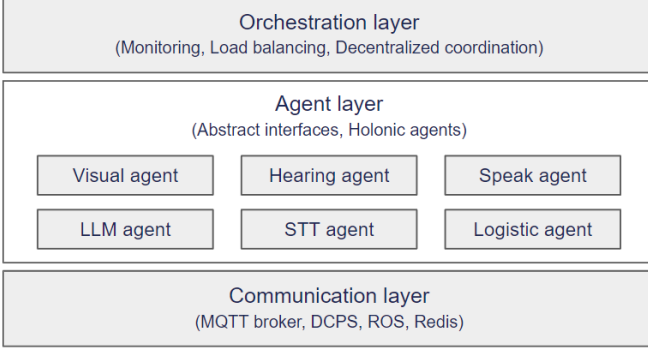 Orchestration layer
(Monitoring, Load balancing, Decentralized coordination)
Agent layer
(Abstract interfaces, Holonic agents)
Visual agent
Hearing agent
Speak agent
LLM agent
STT agent
Logistic agent
Communication layer
(MQTT broker, DCPS, ROS, Redis)